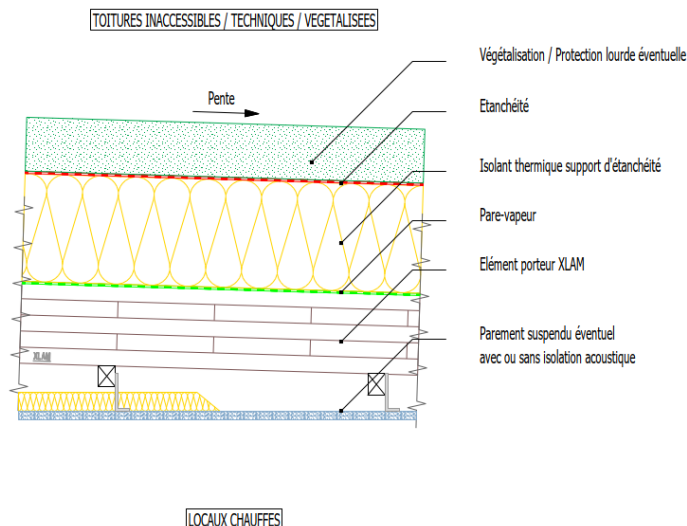 TOITURES INACCESSIBLES / TECHNIQUES / VEGETALISEES
Végétalisation / Protection lourde éventuelle
Pente
Etanchéité
Isolant thermique support d'étanchéité
Pare-vapeur
Elément porteur XLAM
Parement suspendu éventuel
avec ou sans isolation acoustique
XLAM
LOCAUX CHAUFFES